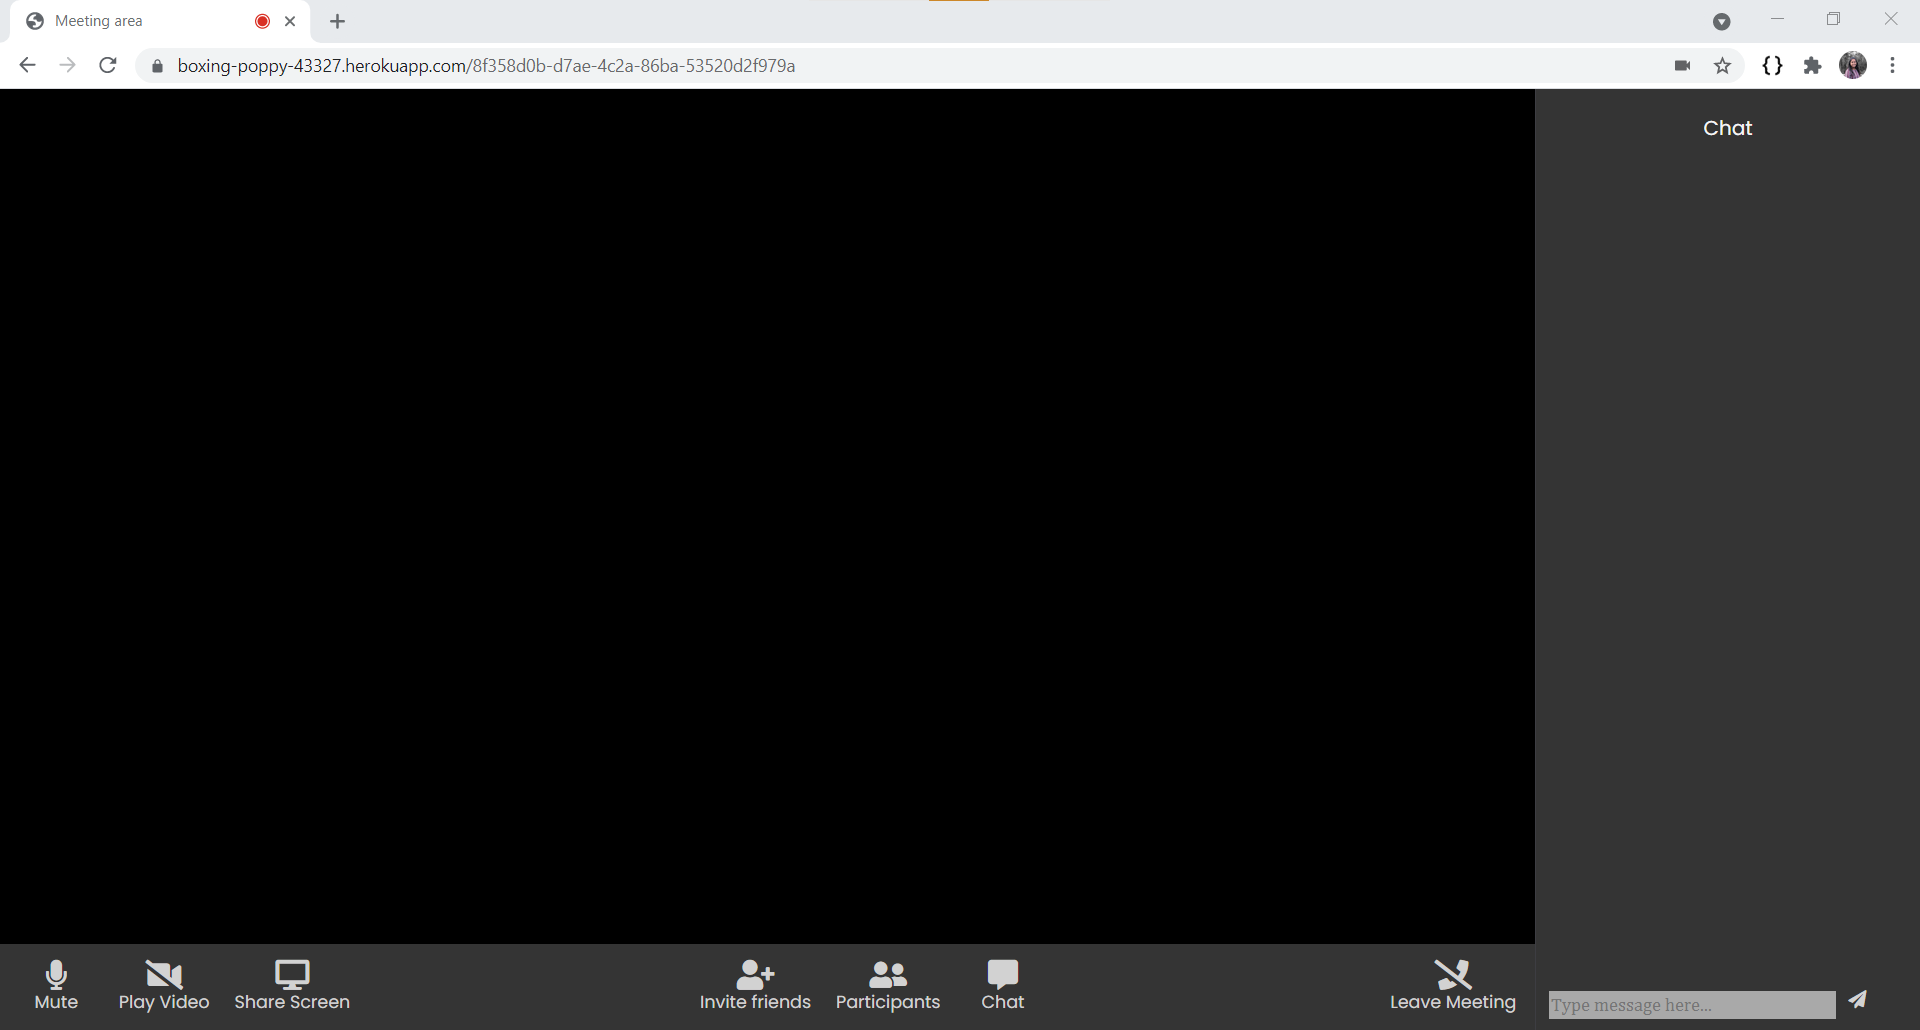 Meeting area
boxing-poppy-43327.herokuapp.com/8f358d0b-d7ae-4c2a-86ba-53520d2f979a
Chat
Mute
Play Video
Share Screen
Invite friends
Participants
Chat
Leave Meeting
Type message here...